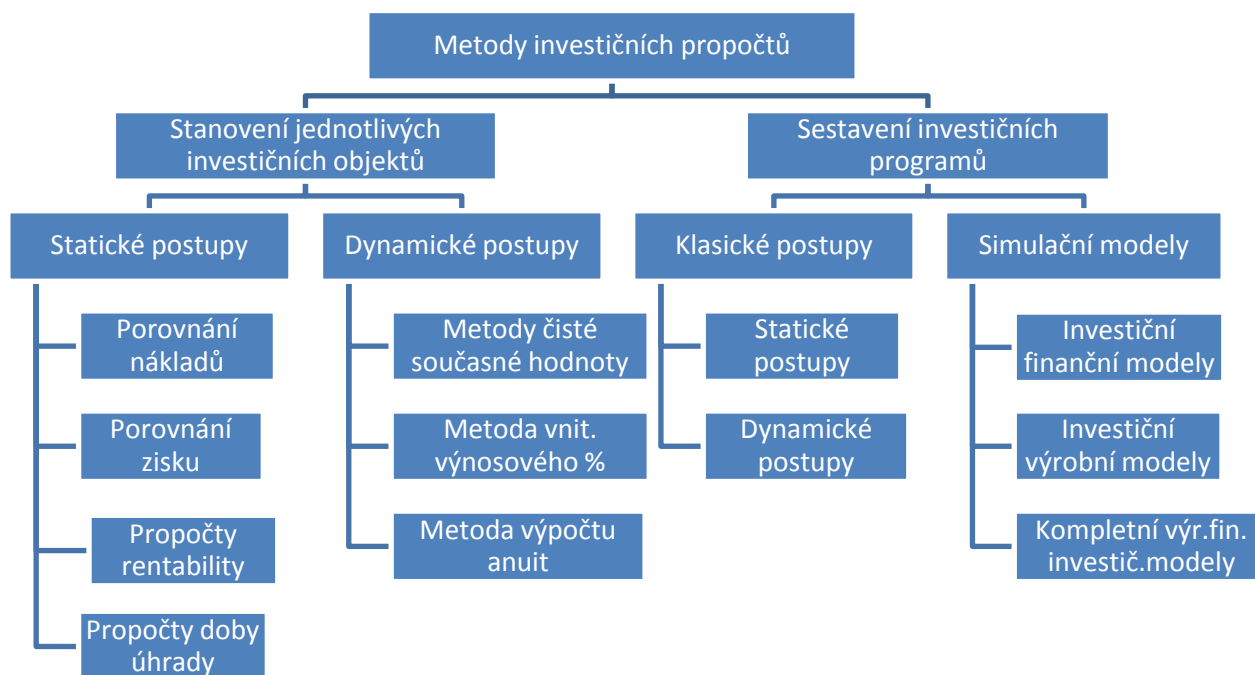 Metody investičních propočtů
Stanovení jednotlivých
investičních objektů
Sestavení investičních
programů
Statické postupy
Dynamické postupy
Klasické postupy
Simulační modely
Porovnání
nákladů
Porovnání
zisku
Propočty
rentability
Propočty doby
úhrady
Metody čisté
současné hodnoty
Metoda vnit.
výnosového %
Metoda výpočtu
anuit
Statické
postupy
Dynamické
postupy
Investiční
finanční modely
Investiční
výrobní modely
Kompletní výr.fin.
investič.modely